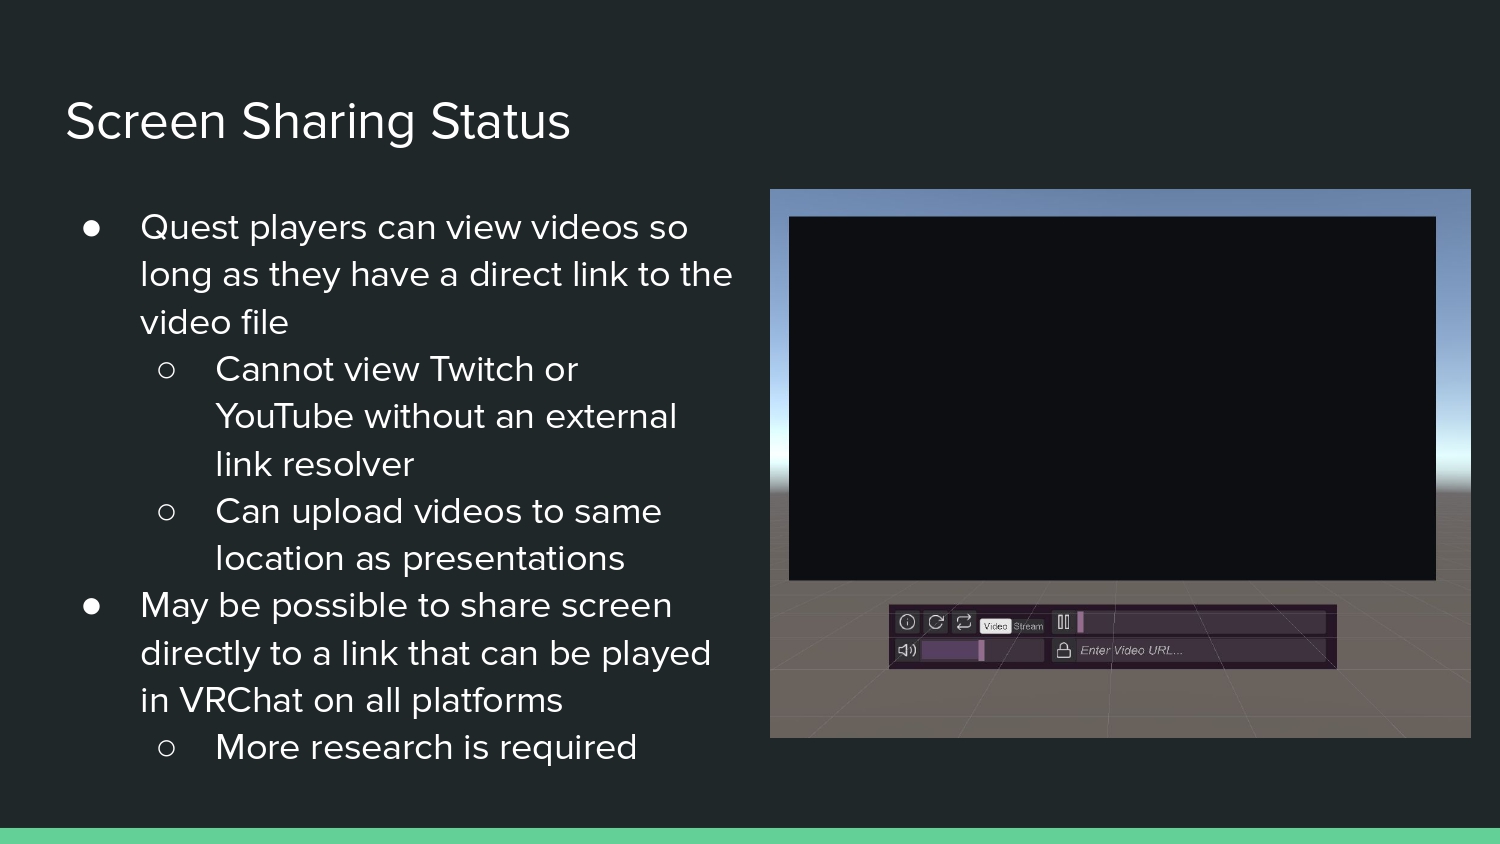 Screen Sharing Status
● Quest players can view videos so
long as they have a direct link to the
video file
○ Cannot view Twitch or
YouTube without an external
link resolver
○ Can upload videos to same
location as presentations
● May be possible to share screen
directly to a link that can be played
in VRChat on all platforms
○ More research is required
Video Stream
Enter Video URL...